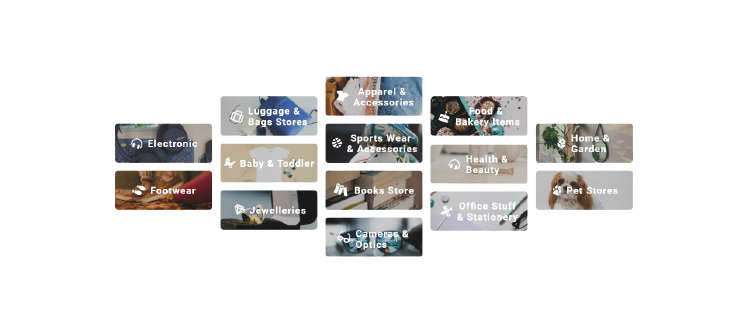 Electronic
Footwear
Luggage &
Bags Stores
Baby & Toddler
Jewelleries
Apparel &
Accessories
Sports Wear
& Accessories
Books Store
Cameras &
Optics
Food &
Bakery Items
Health &
Beauty
Office Stuff
& Stationery
Home &
Garden
Pet Stores